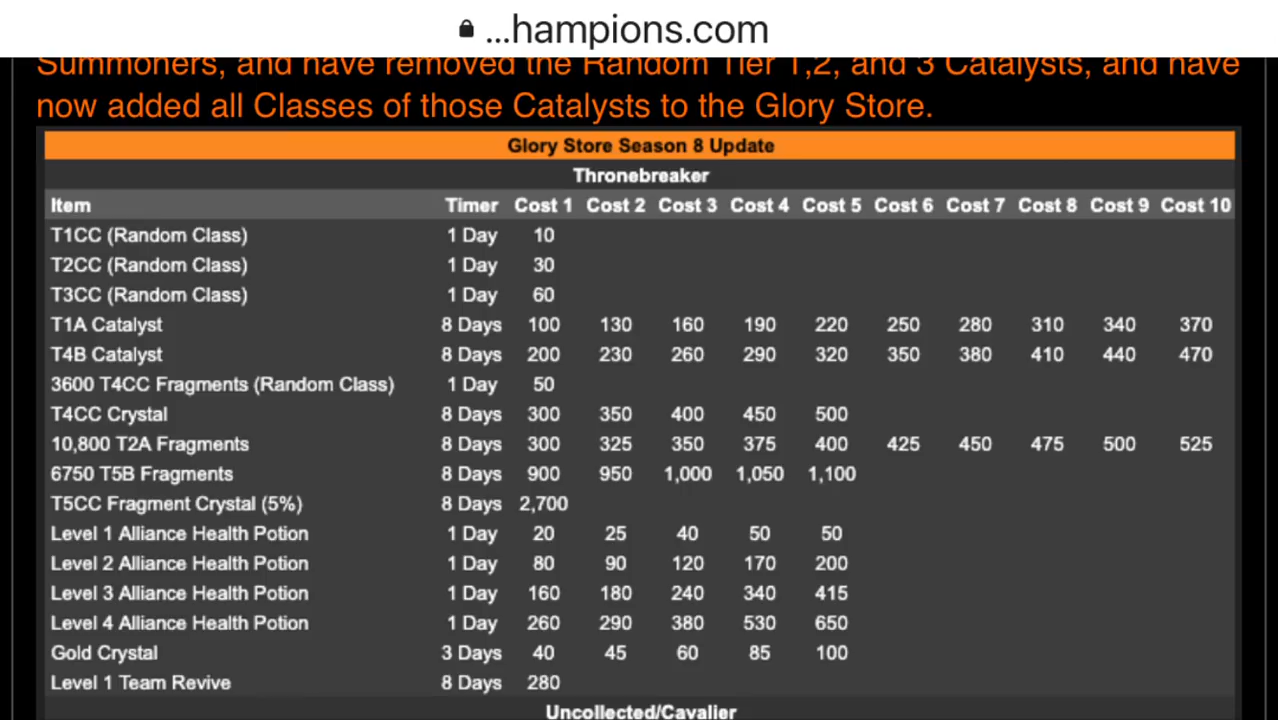 ...hampions.com
Summoners, and have removed the Random Tier 1,2, and 3 Catalysts, and have
now added all Classes of those Catalysts to the Glory Store.
Glory Store Season 8 Update
Thronebreaker
Item Timer Cost 1 Cost 2 Cost 3 Cost 4 Cost 5 Cost 6 Cost 7 Cost 8 Cost 9 Cost 10
T1CC (Random Class) 1 Day 10
T2CC (Random Class) 1 Day 30
T3CC (Random Class) 1 Day 60
T1A Catalyst 8 Days 100 130 160 190 220 250 280 310 340 370
T4B Catalyst 8 Days 200 230 260 290 320 350 380 410 440 470
3600 T4CC Fragments (Random Class) 1 Day 50
T4CC Crystal 8 Days 300 350 400 450 500
10,800 T2A Fragments 8 Days 300 325 350 375 400 425 450 475 500 525
6750 T5B Fragments 8 Days 900 950 1,000 1,050 1,100
T5CC Fragment Crystal (5%) 8 Days 2,700
Level 1 Alliance Health Potion 1 Day 20 25 40 50 50
Level 2 Alliance Health Potion 1 Day 80 90 120 170 200
Level 3 Alliance Health Potion 1 Day 160 180 240 340 415
Level 4 Alliance Health Potion 1 Day 260 290 380 530 650
Gold Crystal 3 Days 40 45 60 85 100
Level 1 Team Revive 8 Days 280
Uncollected/Cavalier